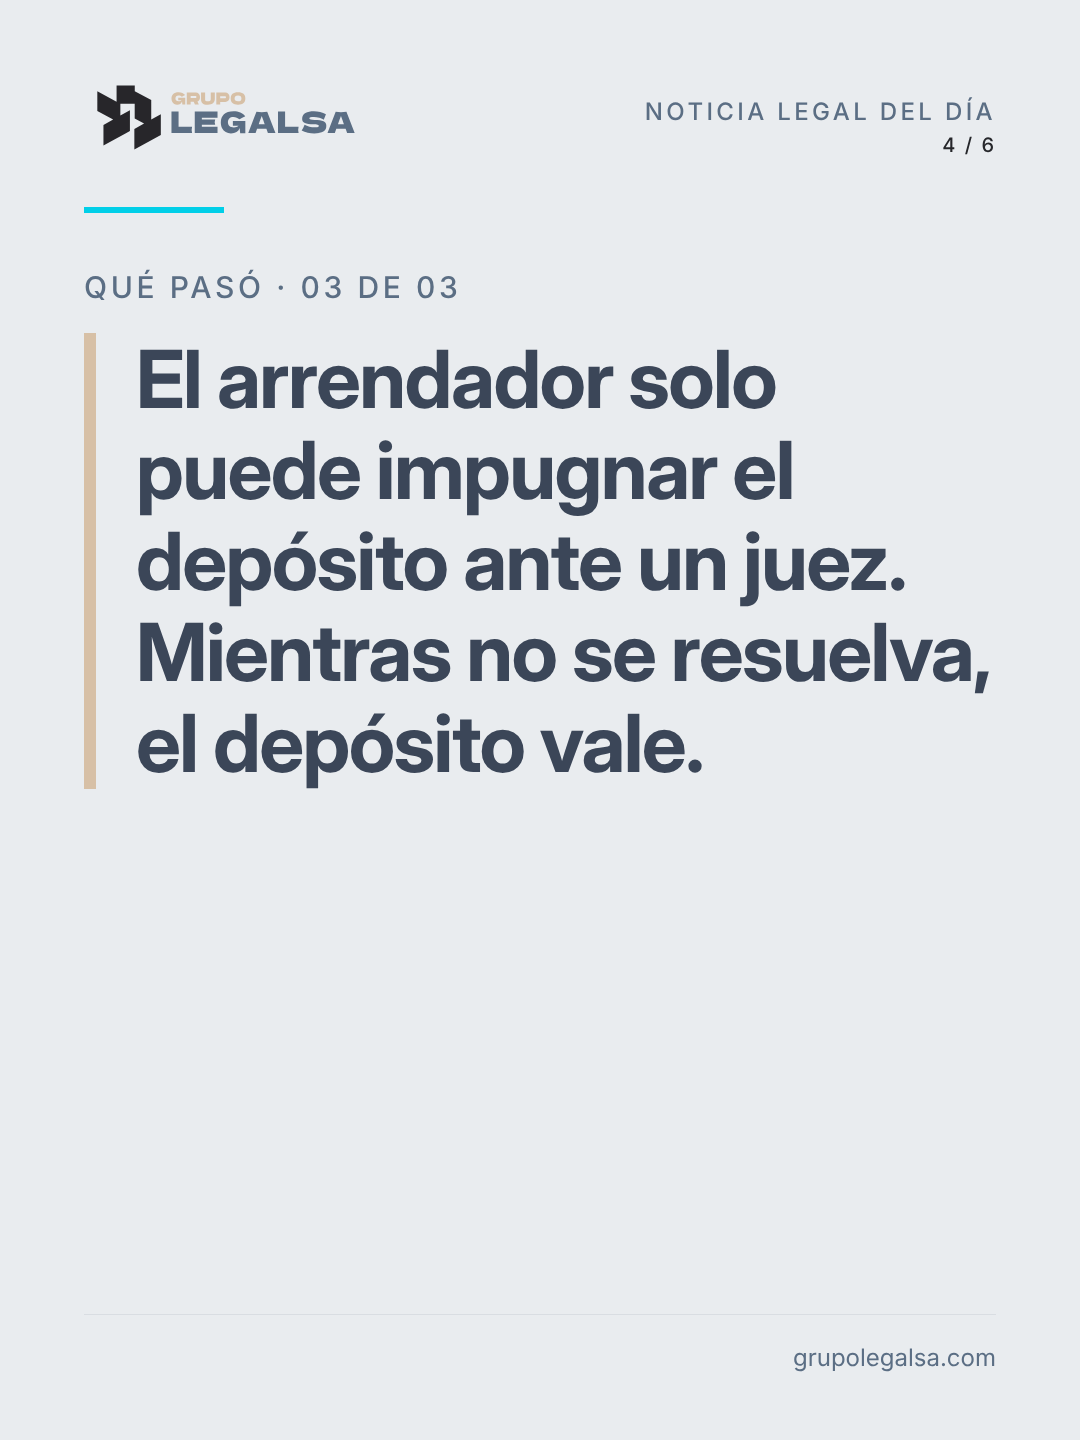 GRUPO
LEGALSA
NOTICIA LEGAL DEL DÍA
4 / 6
QUÉ PASÓ · 03 DE 03
El arrendador solo
puede impugnar el
depósito ante un juez.
Mientras no se resuelva,
el depósito vale.
grupolegalsa.com